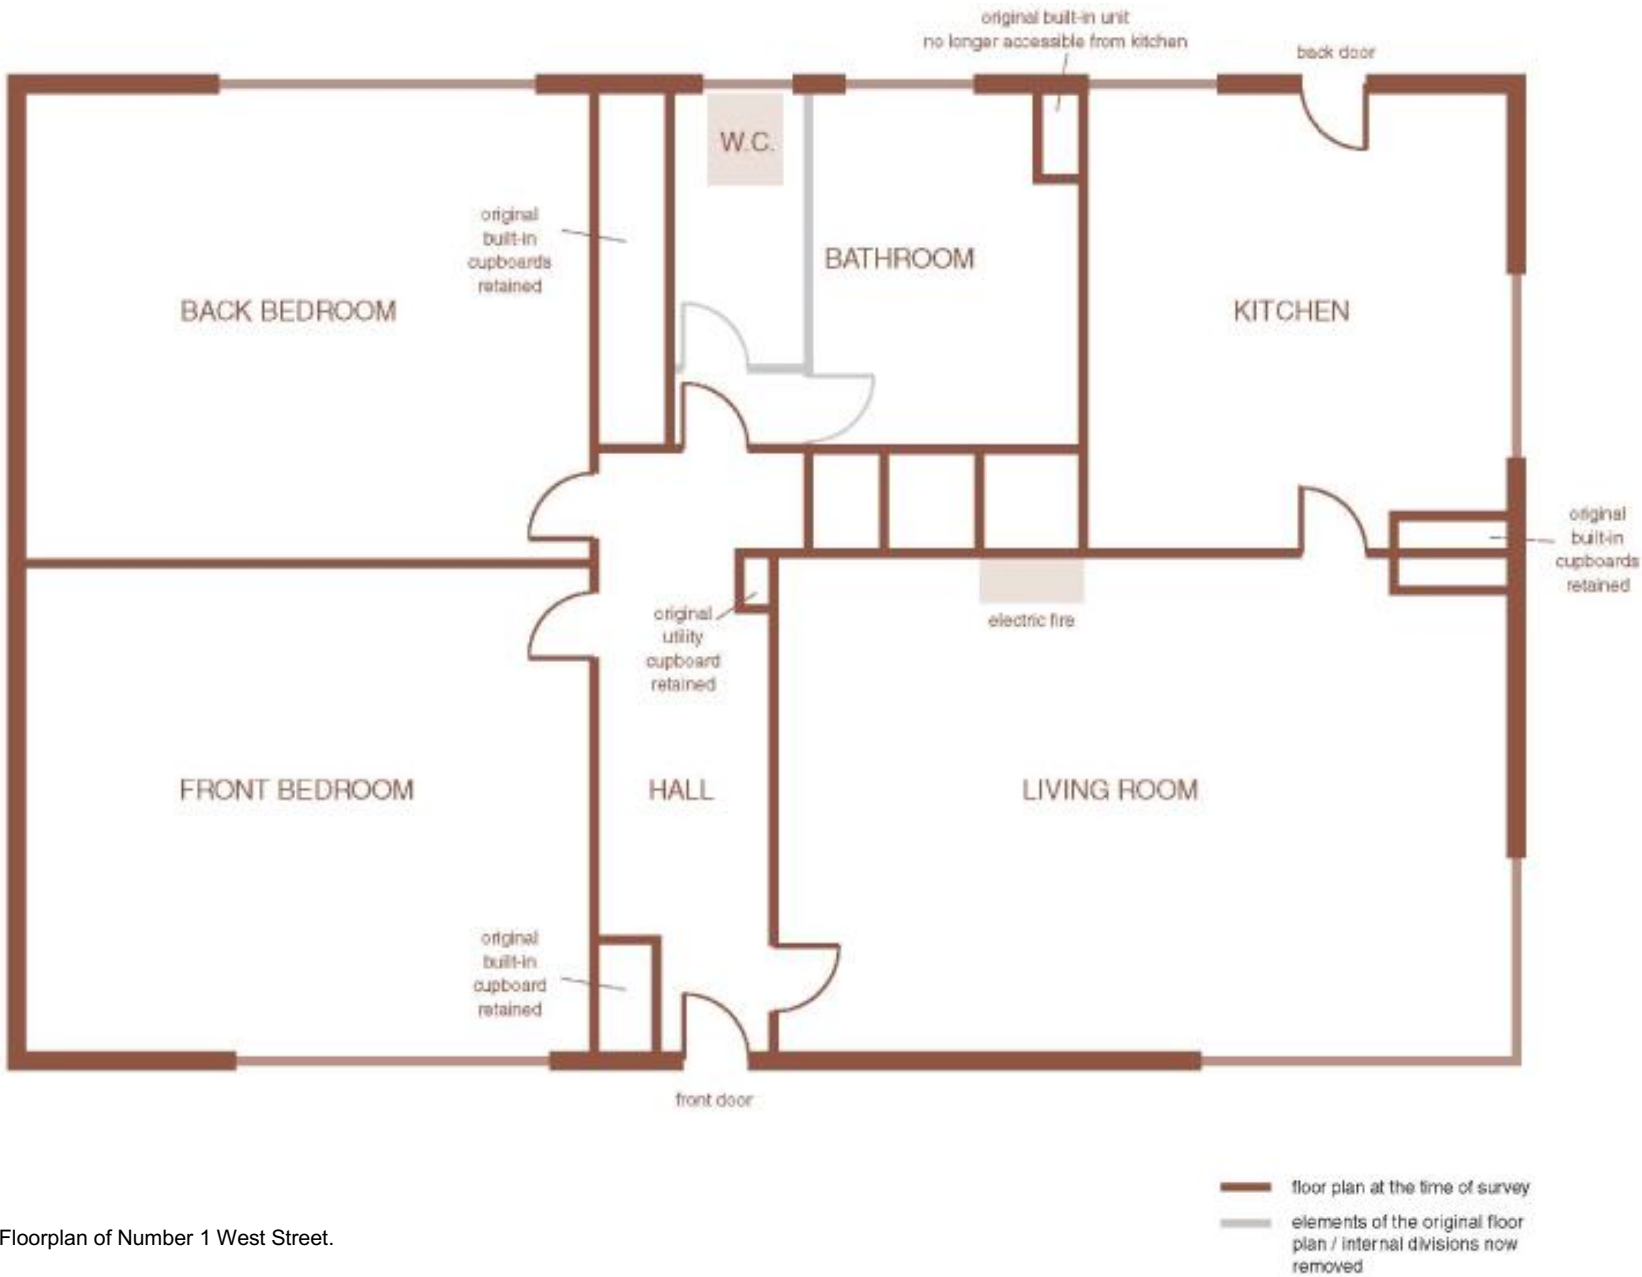 original built-in unit
no longer accessible from kitchen
back door
W.C.
original
built-in
cupboards
retained
BATHROOM
BACK BEDROOM
KITCHEN
original
built-in
cupboards
retained
electric fire
original
utility
cupboard
retained
FRONT BEDROOM
HALL
LIVING ROOM
original
built-in
cupboard
retained
front door
floor plan at the time of survey
elements of the original floor
plan / internal divisions now
removed
Floorplan of Number 1 West Street.